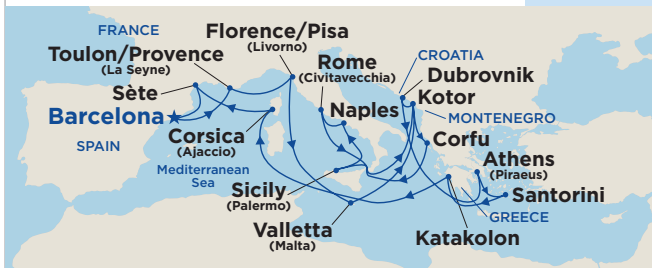 FRANCE
Florence/Pisa
(Livorno)
Toulon/Provence
(La Seyne)
Rome
(Civitavecchia)
CROATIA
Dubrovnik
Sète
Kotor
Barcelona
Naples
MONTENEGRO
Corsica
(Ajaccio)
Corfu
SPAIN
Athens
(Piraeus)
Mediterranean
Sea
Sicily
(Palermo)
Santorini
GREECE
Valletta
(Malta)
Katakolon